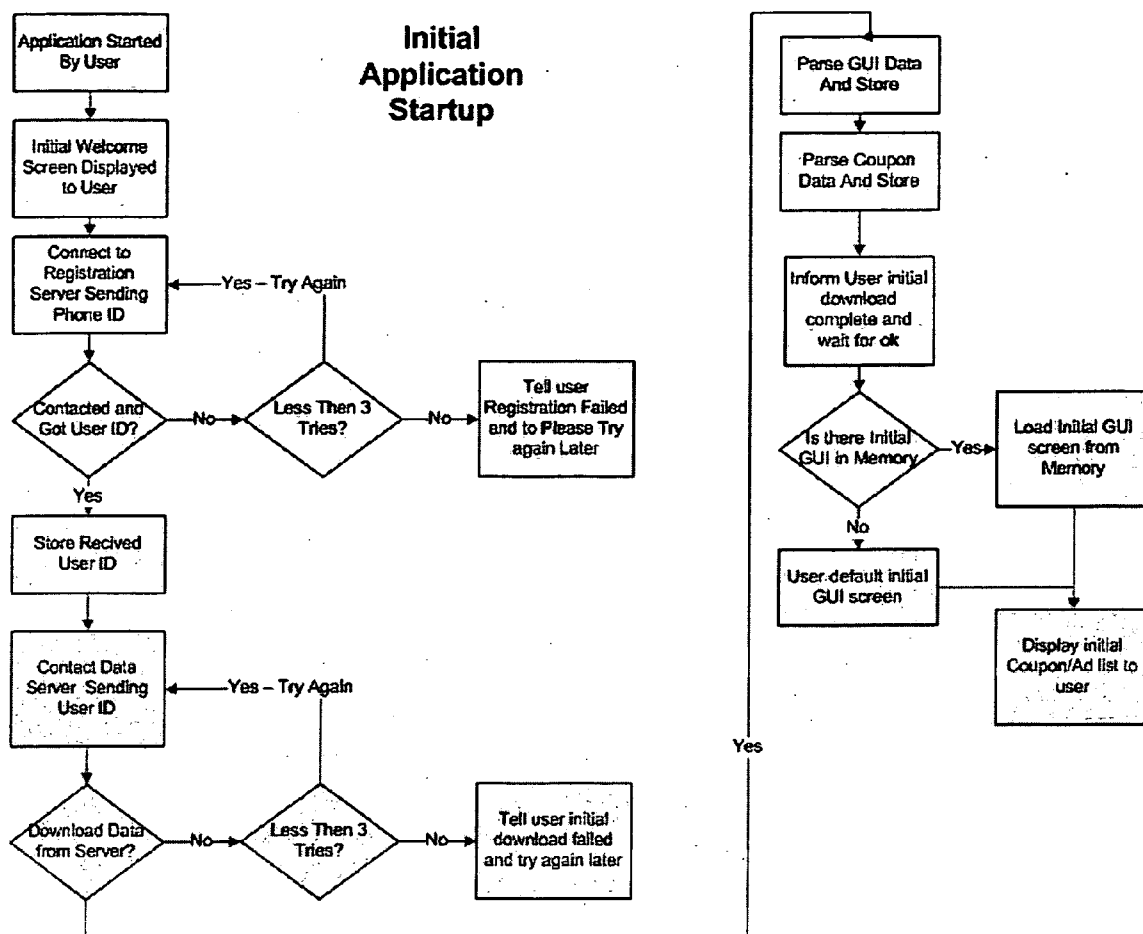 Initial
Application
Startup
Application Started
By User
Initial Welcome
Screen Displayed
to User
Connect to
Registration
Server Sending
Phone ID
Yes – Try Again
Contacted and
Got User ID?
No
Less Then 3
Tries?
No
Tell user
Registration Failed
and to Please Try
again Later
Yes
Store Recived
User ID
Contact Data
Server Sending
User ID
Yes – Try Again
Download Data
from Server?
No
Less Then 3
Tries?
No
Tell user initial
download failed
and try again later
Yes
Parse GUI Data
And Store
Parse Coupon
Data And Store
Inform User initial
download
complete and
wait for ok
Is there Initial
GUI in Memory
Yes
Load Initial GUI
screen from
Memory
No
User default initial
GUI screen
Display initial
Coupon/Ad list to
user